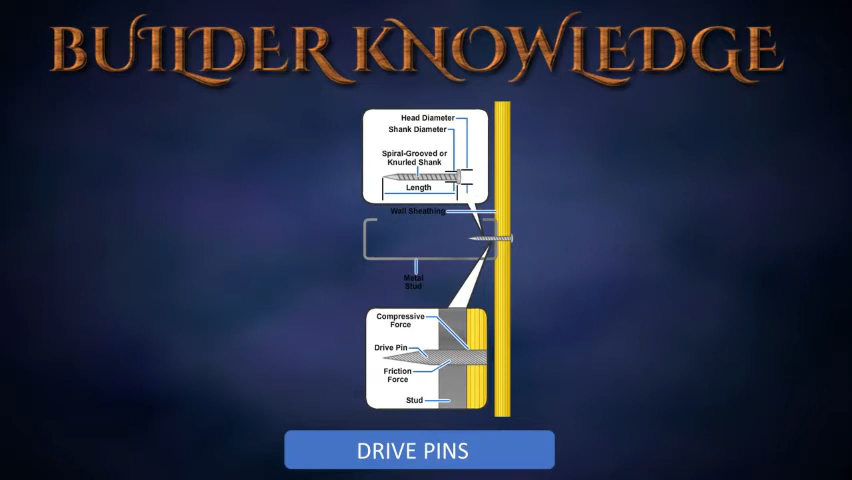 BUILDER KNOWLEDGE
Head Diameter
Shank Diameter
Spiral-Grooved or
Knurled Shank
Length
Wall Sheathing
Metal
Stud
Compressive
Force
Drive Pin
Friction
Force
Stud
DRIVE PINS